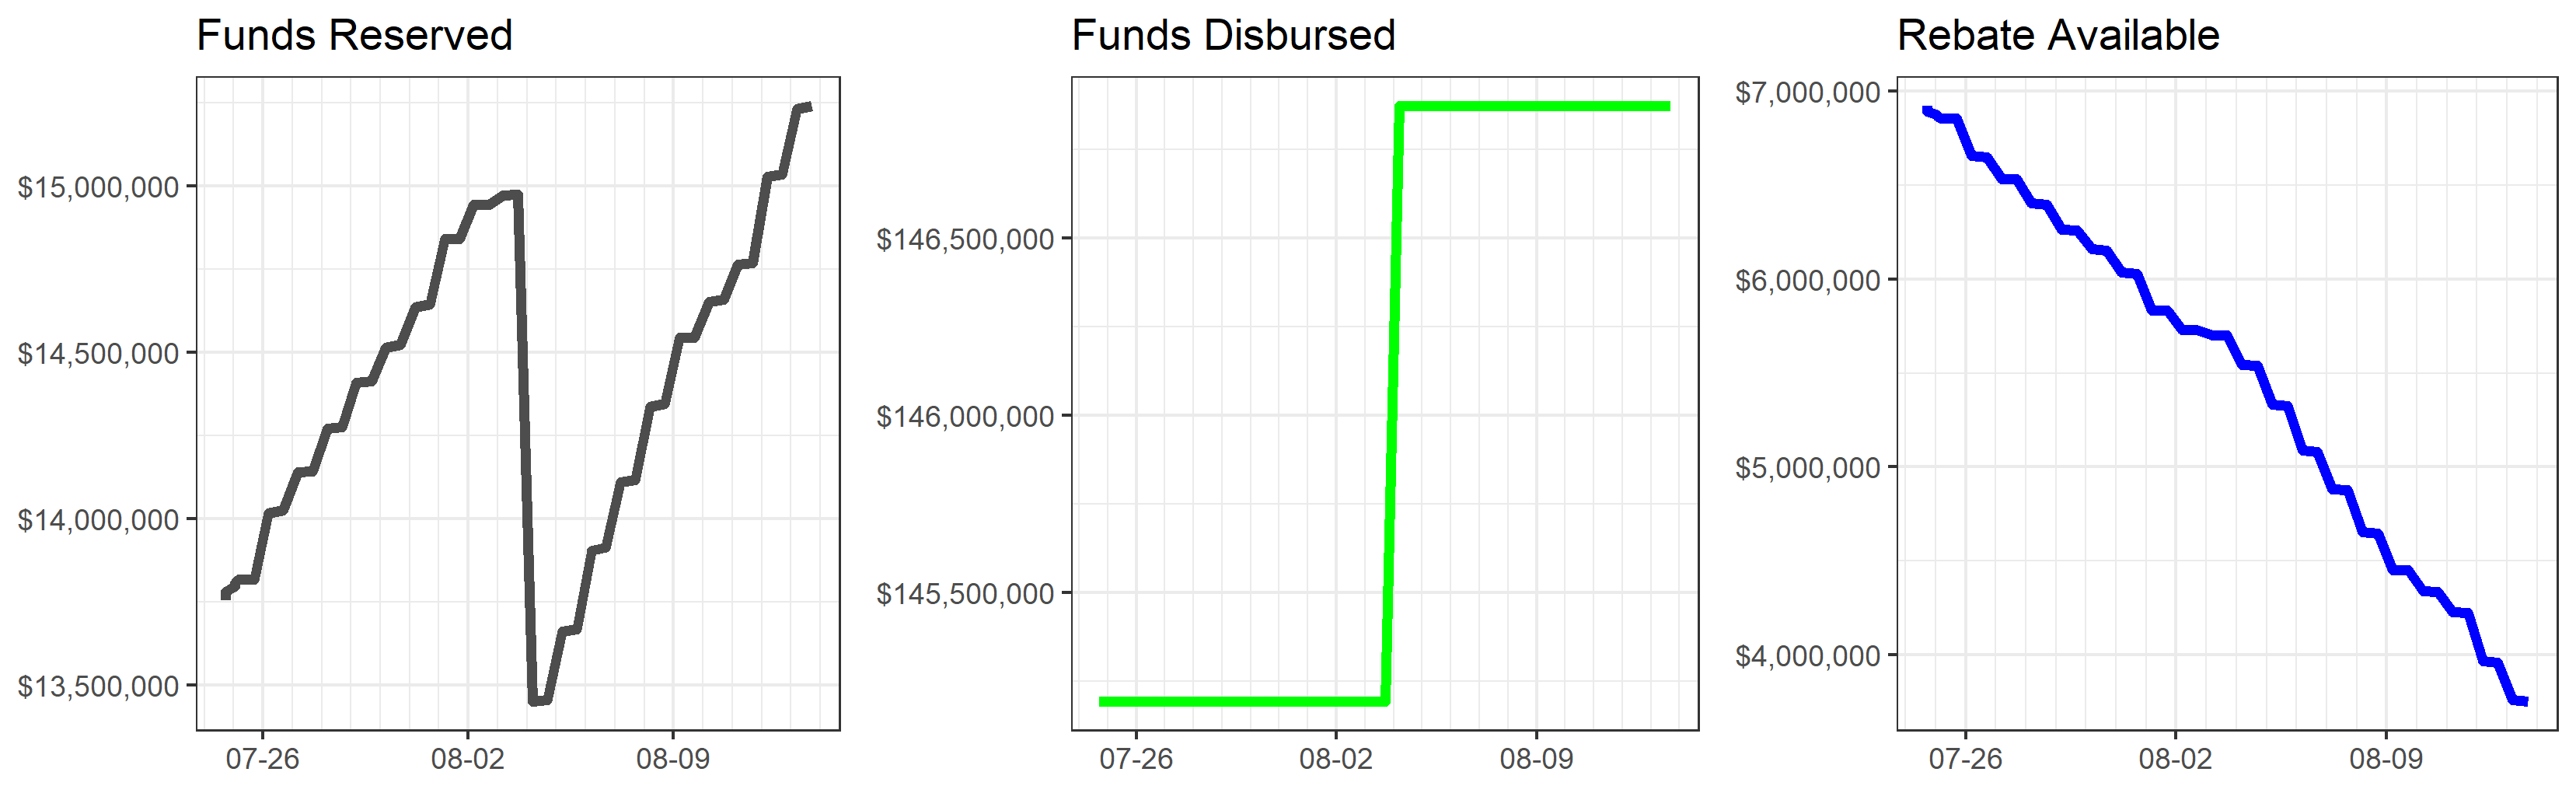 Funds Reserved
$15,000,000
$14,500,000
$14,000,000
$13,500,000
07-26 08-02 08-09
Funds Disbursed
$146,500,000
$146,000,000
$145,500,000
07-26 08-02 08-09
Rebate Available
$7,000,000
$6,000,000
$5,000,000
$4,000,000
07-26 08-02 08-09